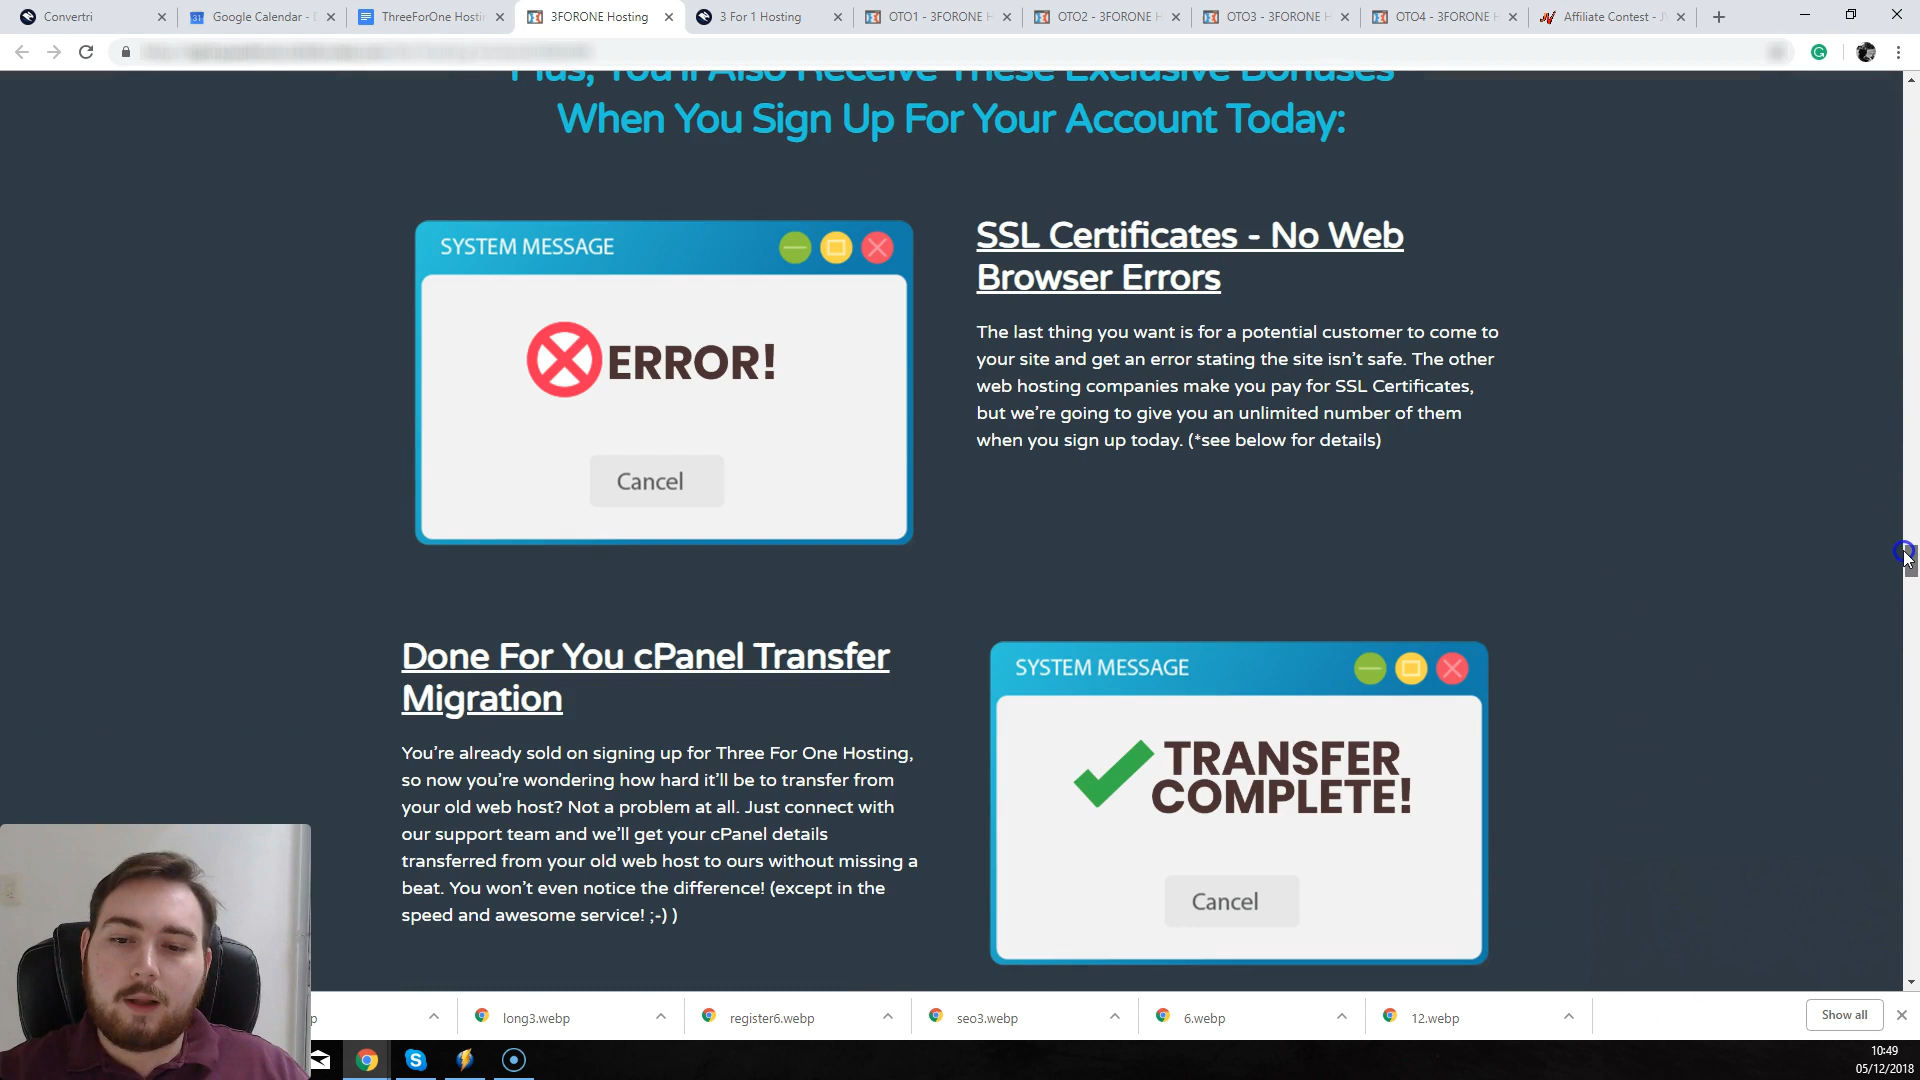 Convertri
Google Calendar - D
ThreeForOne Hostin
3FORONE Hosting
3 For 1 Hosting
OTO1 - 3FORONE H
OTO2 - 3FORONE H
OTO3 - 3FORONE H
OTO4 - 3FORONE H
Affiliate Contest - JV
Plus, You'll Also Receive These Exclusive Bonuses
When You Sign Up For Your Account Today:
SYSTEM MESSAGE
ERROR!
Cancel
SSL Certificates - No Web
Browser Errors
The last thing you want is for a potential customer to come to
your site and get an error stating the site isn't safe. The other
web hosting companies make you pay for SSL Certificates,
but we're going to give you an unlimited number of them
when you sign up today. (*see below for details)
Done For You cPanel Transfer
Migration
You're already sold on signing up for Three For One Hosting,
so now you're wondering how hard it'll be to transfer from
your old web host? Not a problem at all. Just connect with
our support team and we'll get your cPanel details
transferred from your old web host to ours without missing a
beat. You won't even notice the difference! (except in the
speed and awesome service! ;-) )
SYSTEM MESSAGE
TRANSFER
COMPLETE!
Cancel
p
long3.webp
register6.webp
seo3.webp
6.webp
12.webp
Show all
10:49
05/12/2018